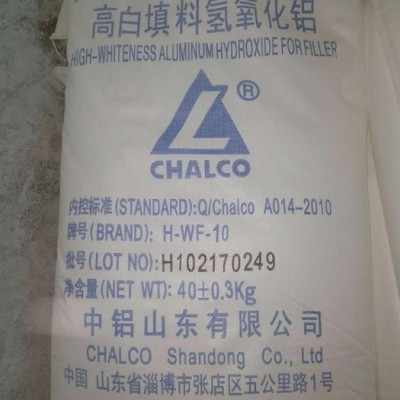 高白填料氢氧化铝
HIGH-WHITENESS ALUMINUM HYDROXIDE FOR FILLER
®
CHALCO
内控标准(STANDARD):Q/Chalco A014-2010
牌号(BRAND): H-WF-10
批号(LOT NO): H102170249
净含量(NET WT): 40±0.3Kg
中铝山东有限公司
CHALCO Shandong Co., Ltd
中国 山东省淄博市张店区五公里路1号